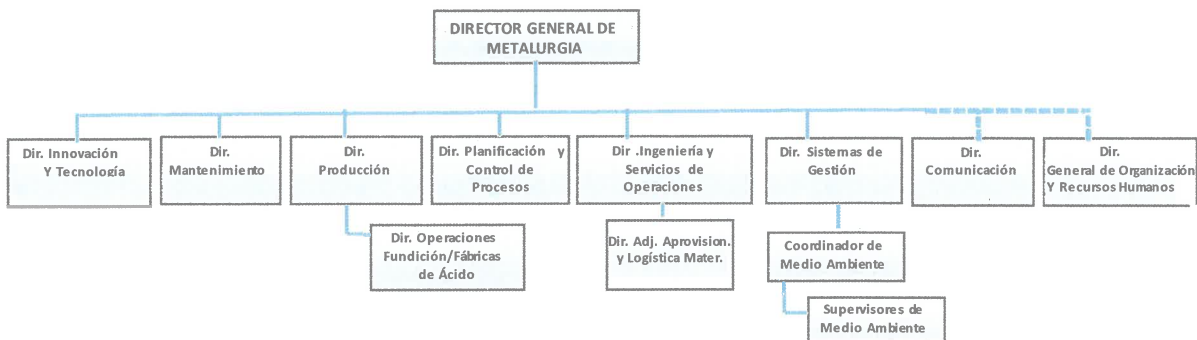 DIRECTOR GENERAL DE
METALURGIA
Dir. Innovación
Y Tecnología
Dir.
Mantenimiento
Dir.
Producción
Dir. Planificación y
Control de
Procesos
Dir .Ingeniería y
Servicios de
Operaciones
Dir. Sistemas de
Gestión
Dir.
Comunicación
Dir.
General de Organización
Y Recursos Humanos
Dir. Operaciones
Fundición/Fábricas
de Ácido
Dir. Adj. Aprovision.
y Logística Mater.
Coordinador de
Medio Ambiente
Supervisores de
Medio Ambiente